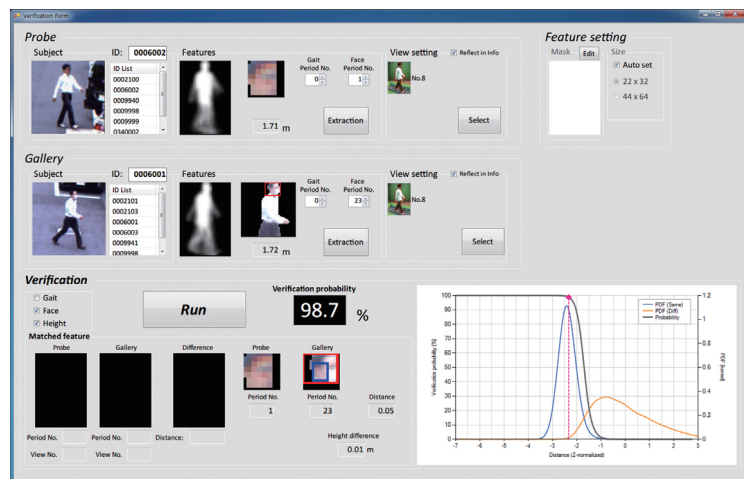 Verification Form
Probe
Subject ID: 0006002 Features Gait Period No. Face Period No. View setting Reflect in Info
ID List
0002100
0006002
0009940
0009998
0009999
0340002
0 1
No.8
1.71 m Extraction Select
Feature setting
Mask Edit Size
Auto set
22 x 32
44 x 64
Gallery
Subject ID: 0006001 Features Gait Period No. Face Period No. View setting Reflect in Info
ID List
0002101
0002103
0006001
0006003
0009941
0009998
0 23
No.8
1.72 m Extraction Select
Verification
Gait
Face
Height
Run
Verification probability
98.7 %
Matched feature
Probe Gallery Difference Probe Gallery
Period No. Period No. Distance
1 23 0.05
Period No. Period No. Distance:
View No. View No.
Height difference
0.01 m
PDF (Same)
PDF (Diff)
Probability
Verification probability [%]
100
90
80
70
60
50
40
30
20
10
0
-7 -6 -5 -4 -3 -2 -1 0 1 2 3
Distance (Z-normalized)
1.2
1
0.8
0.6
0.4
0.2
0